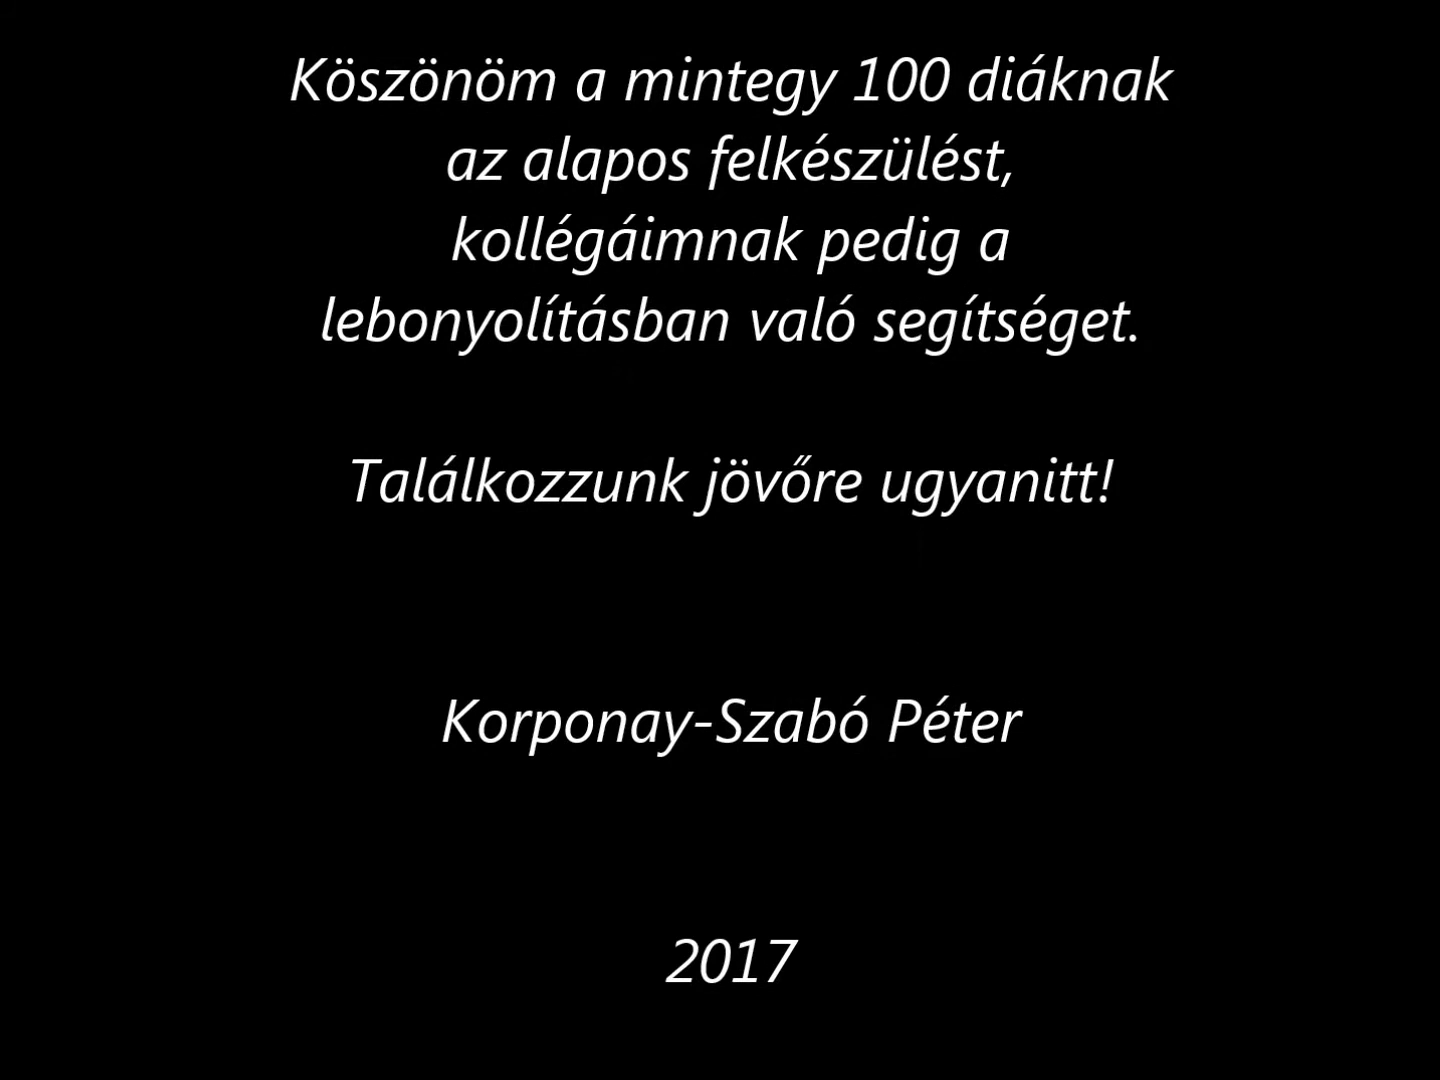 Köszönöm a mintegy 100 diáknak
az alapos felkészülést,
kollégáimnak pedig a
lebonyolításban való segítséget.
Találkozzunk jövőre ugyanitt!
Korponay-Szabó Péter
2017